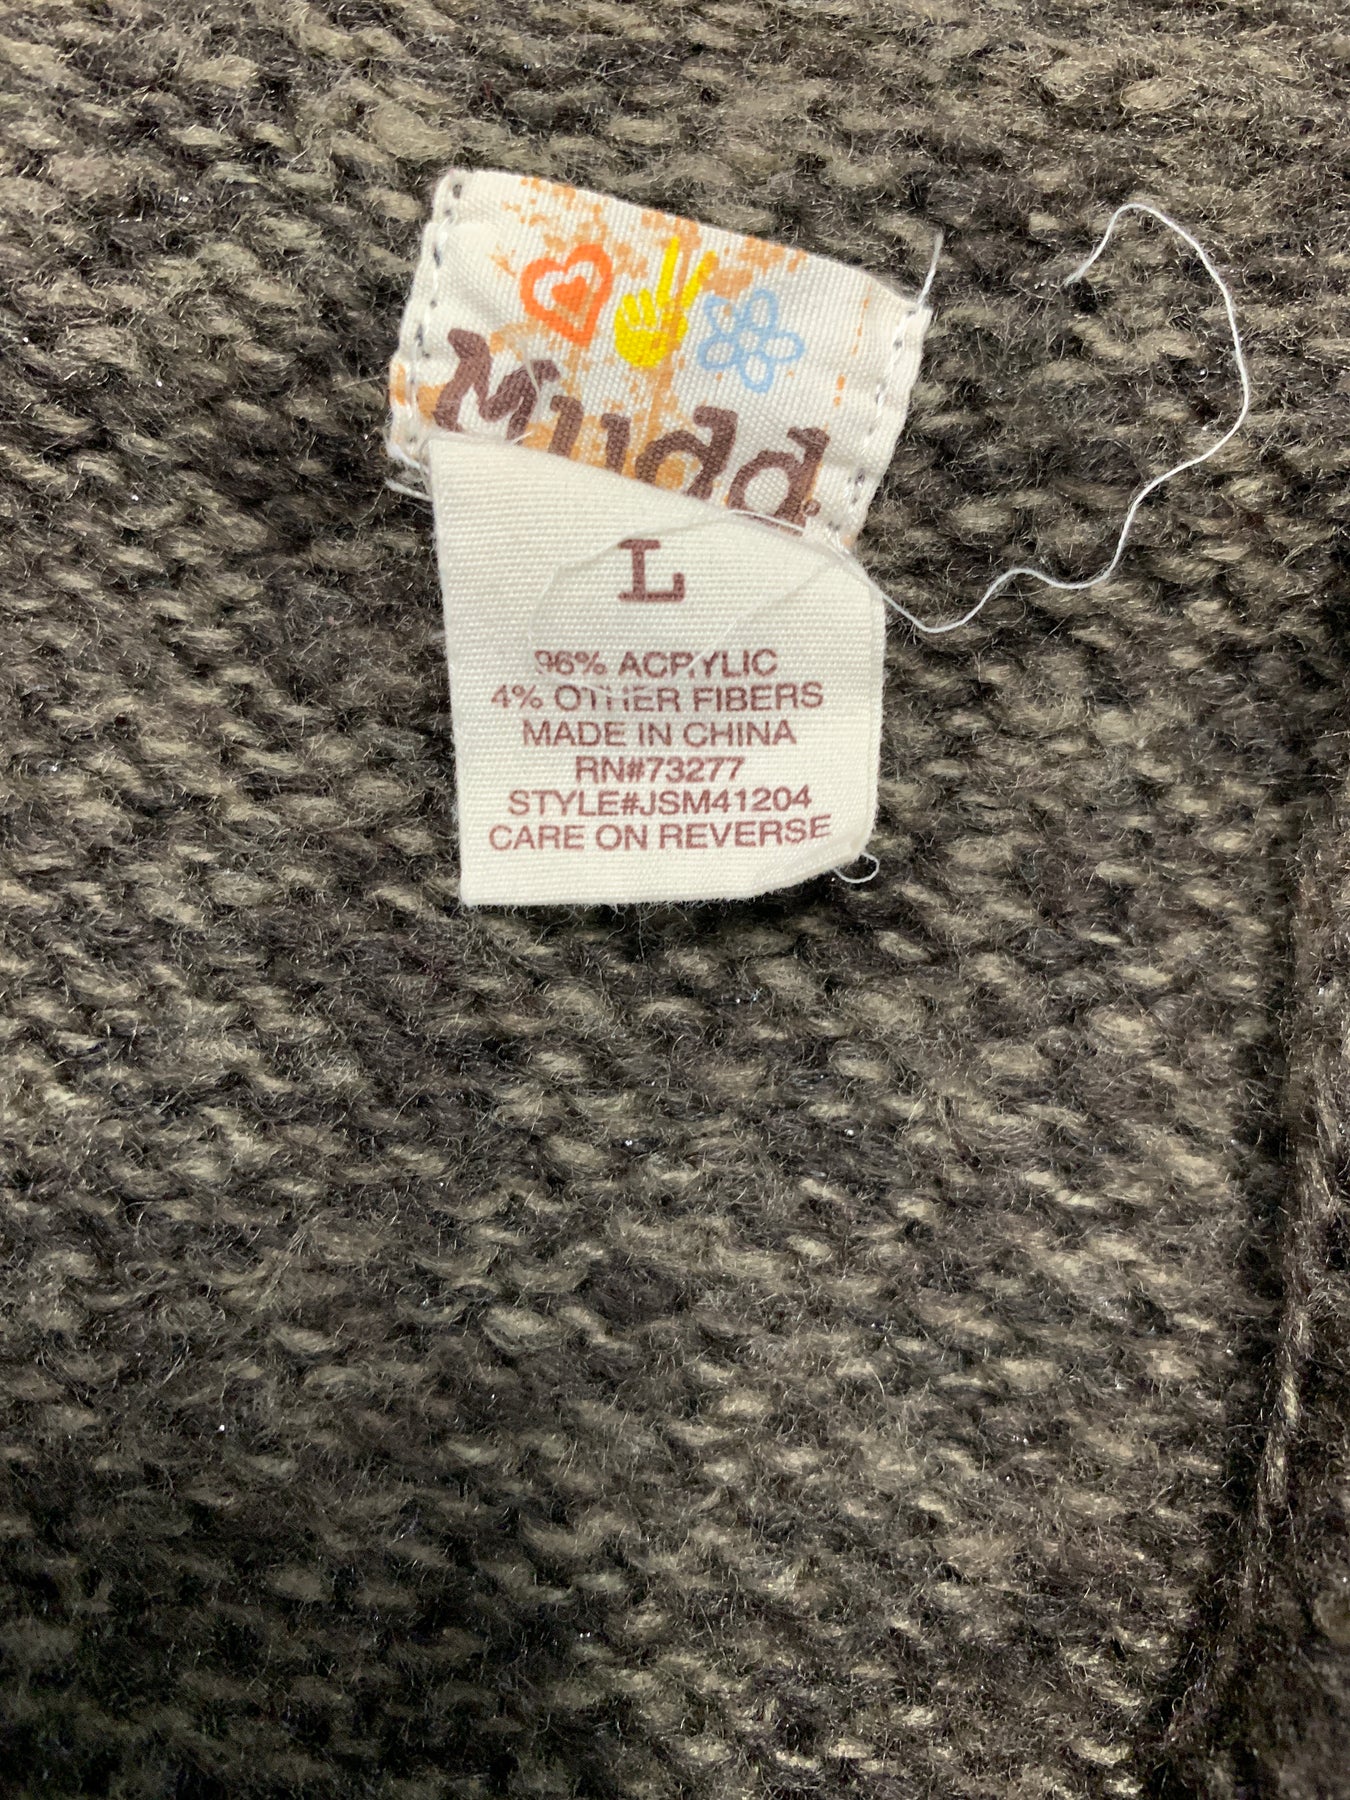 Mudd
L
96% ACRYLIC
4% OTHER FIBERS
MADE IN CHINA
RN#73277
STYLE#JSM41204
CARE ON REVERSE